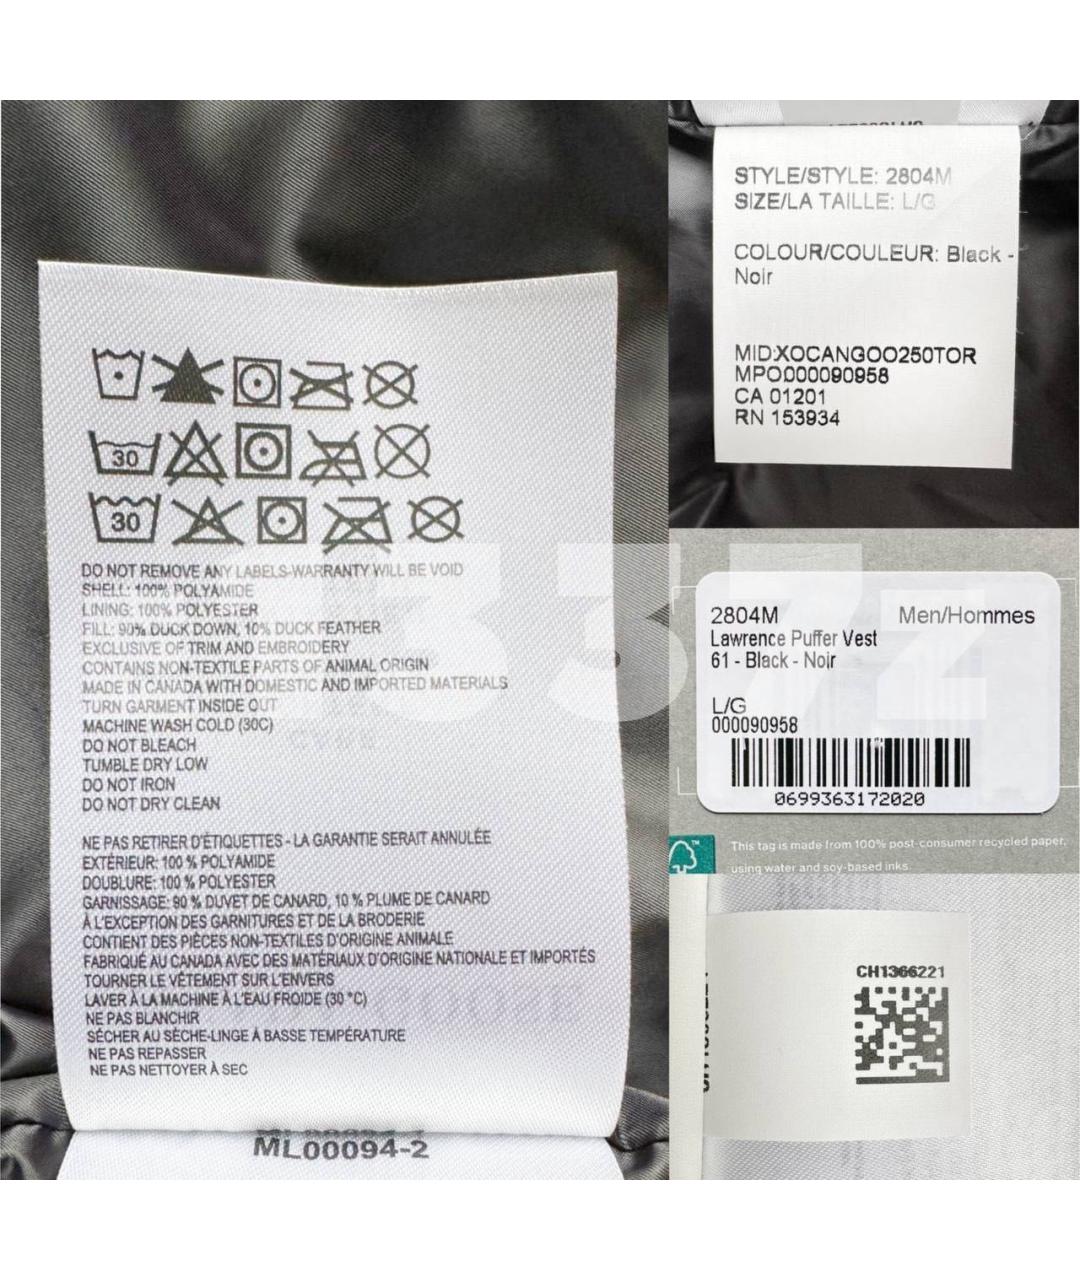 30
30
DO NOT REMOVE ANY LABELS-WARRANTY WILL BE VOID
SHELL: 100% POLYAMIDE
LINING: 100% POLYESTER
FILL: 90% DUCK DOWN, 10% DUCK FEATHER
EXCLUSIVE OF TRIM AND EMBROIDERY
CONTAINS NON-TEXTILE PARTS OF ANIMAL ORIGIN
MADE IN CANADA WITH DOMESTIC AND IMPORTED MATERIALS
TURN GARMENT INSIDE OUT
MACHINE WASH COLD (30C)
DO NOT BLEACH
TUMBLE DRY LOW
DO NOT IRON
DO NOT DRY CLEAN
NE PAS RETIRER D'ÉTIQUETTES - LA GARANTIE SERAIT ANNULÉE
EXTÉRIEUR: 100 % POLYAMIDE
DOUBLURE: 100 % POLYESTER
GARNISSAGE: 90 % DUVET DE CANARD, 10 % PLUME DE CANARD
À L'EXCEPTION DES GARNITURES ET DE LA BRODERIE
CONTIENT DES PIÈCES NON-TEXTILES D'ORIGINE ANIMALE
FABRIQUÉ AU CANADA AVEC DES MATÉRIAUX D'ORIGINE NATIONALE ET IMPORTÉS
TOURNER LE VÊTEMENT SUR L'ENVERS
LAVER À LA MACHINE À L'EAU FROIDE (30 °C)
NE PAS BLANCHIR
SÉCHER AU SÈCHE-LINGE À BASSE TEMPÉRATURE
NE PAS REPASSER
NE PAS NETTOYER À SEC
ML00094-2
STYLE/STYLE: 2804M
SIZE/LA TAILLE: L/G
COLOUR/COULEUR: Black -
Noir
MID:XOCANGOO250TOR
MPO:000090958
CA 01201
RN 153934
2804M Men/Hommes
Lawrence Puffer Vest
61 - Black - Noir
L/G
000090958
0699363172020
This tag is made from 100% post-consumer recycled paper,
using water and soy-based inks.
CH1366221